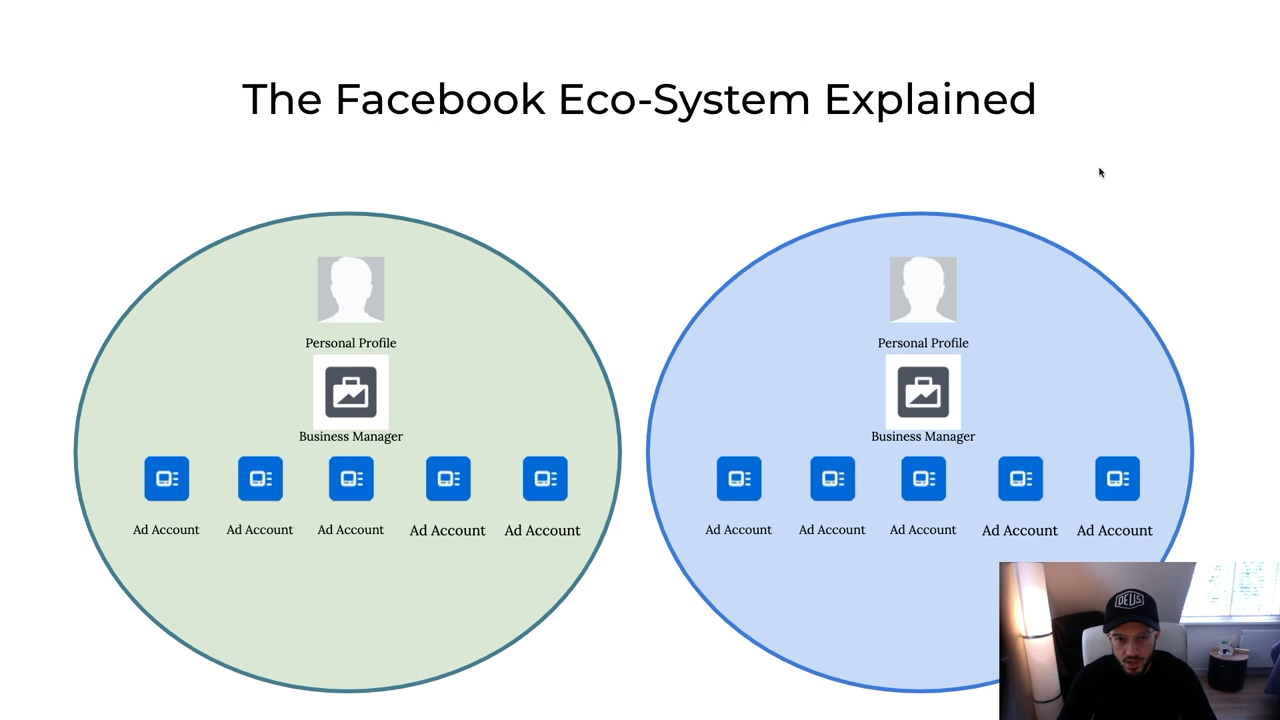 The Facebook Eco-System Explained
Personal Profile
Business Manager
Ad Account Ad Account Ad Account Ad Account Ad Account
Personal Profile
Business Manager
Ad Account Ad Account Ad Account Ad Account Ad Account
DEUS